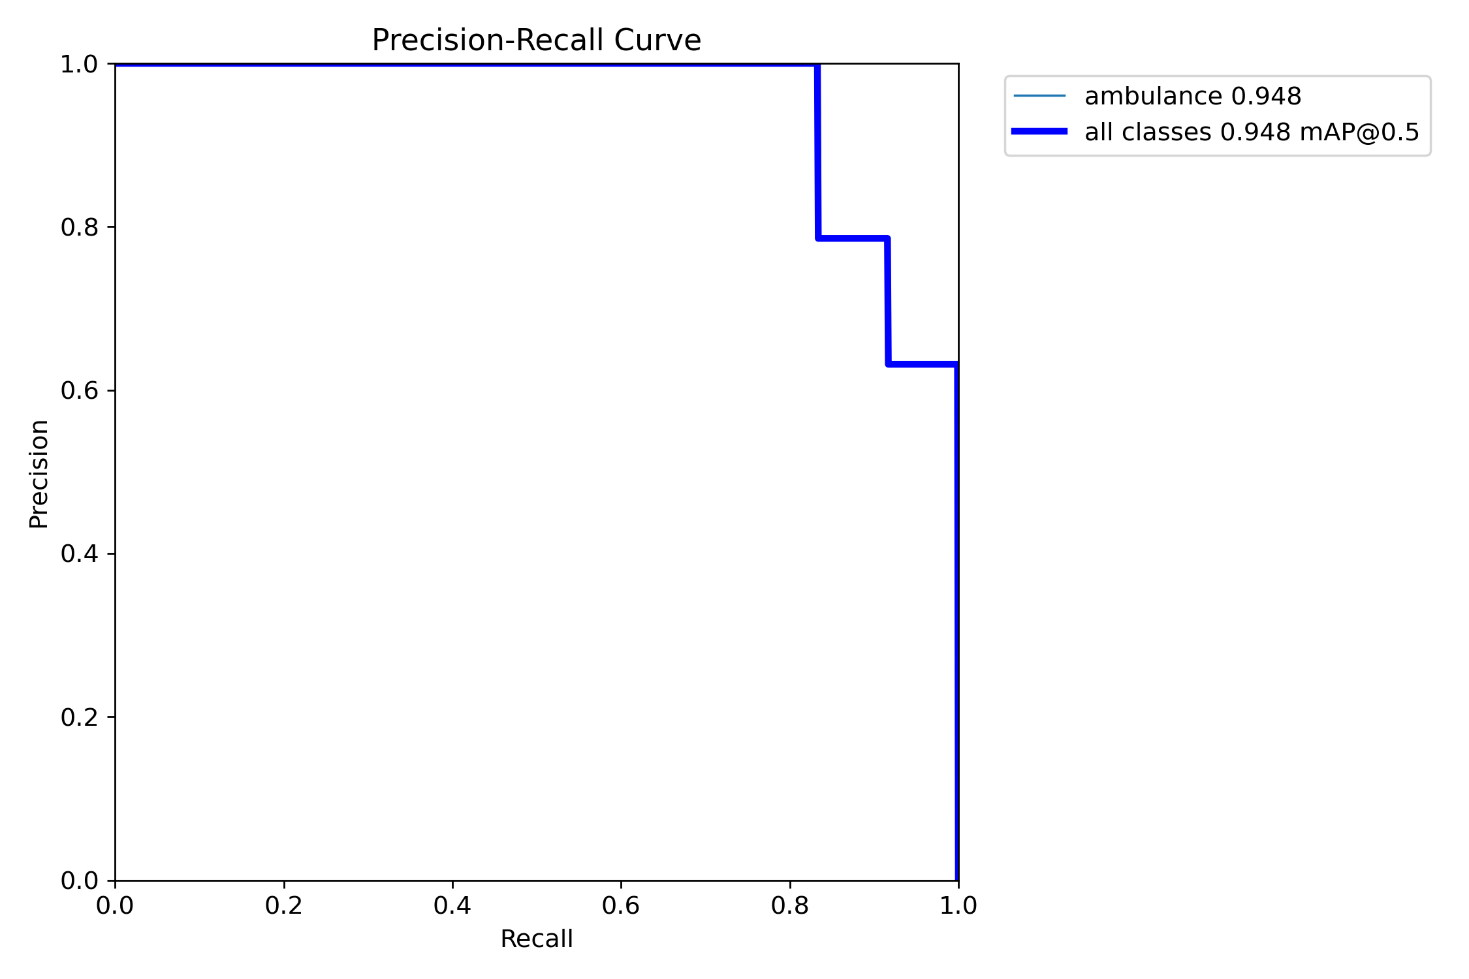 Precision-Recall Curve
ambulance 0.948
all classes 0.948 mAP@0.5
Precision
1.0
0.8
0.6
0.4
0.2
0.0
0.0 0.2 0.4 0.6 0.8 1.0
Recall